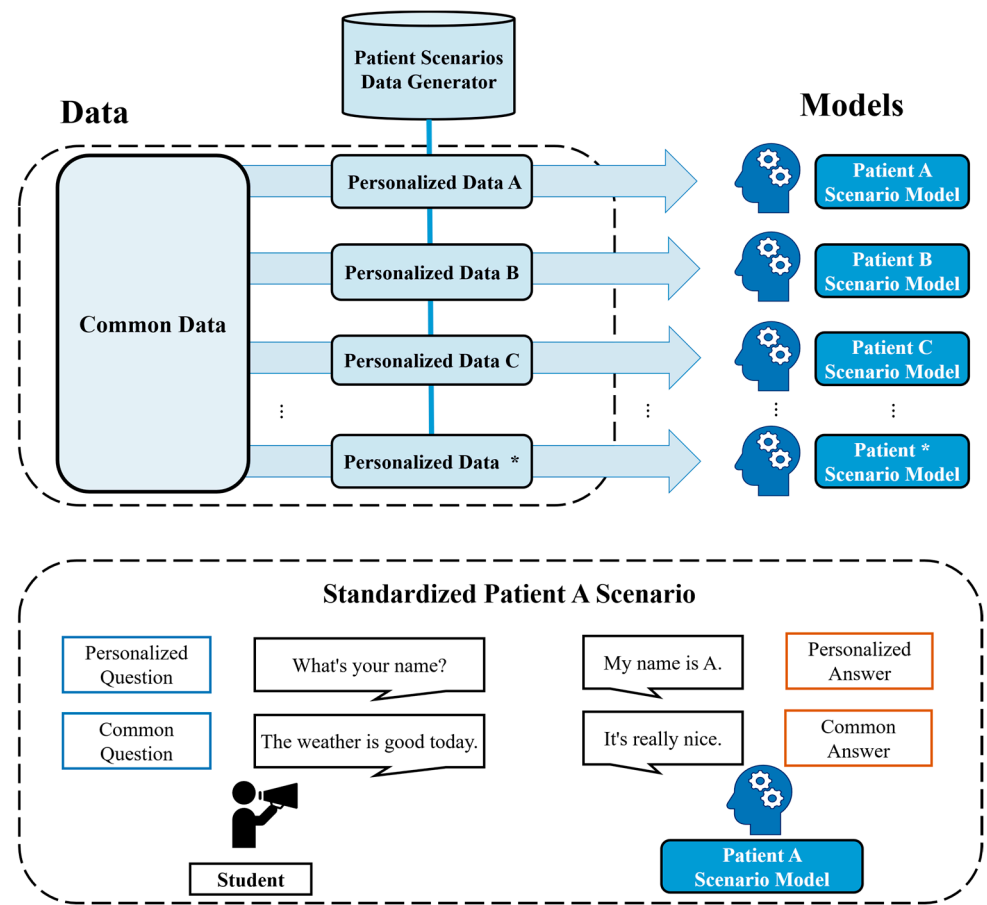 Patient Scenarios
Data Generator
Data
Models
Common Data
Personalized Data A
Patient A
Scenario Model
Personalized Data B
Patient B
Scenario Model
Personalized Data C
Patient C
Scenario Model
...
...
...
...
Personalized Data *
Patient *
Scenario Model
Standardized Patient A Scenario
Personalized
Question
What's your name?
My name is A.
Personalized
Answer
Common
Question
The weather is good today.
It's really nice.
Common
Answer
Student
Patient A
Scenario Model